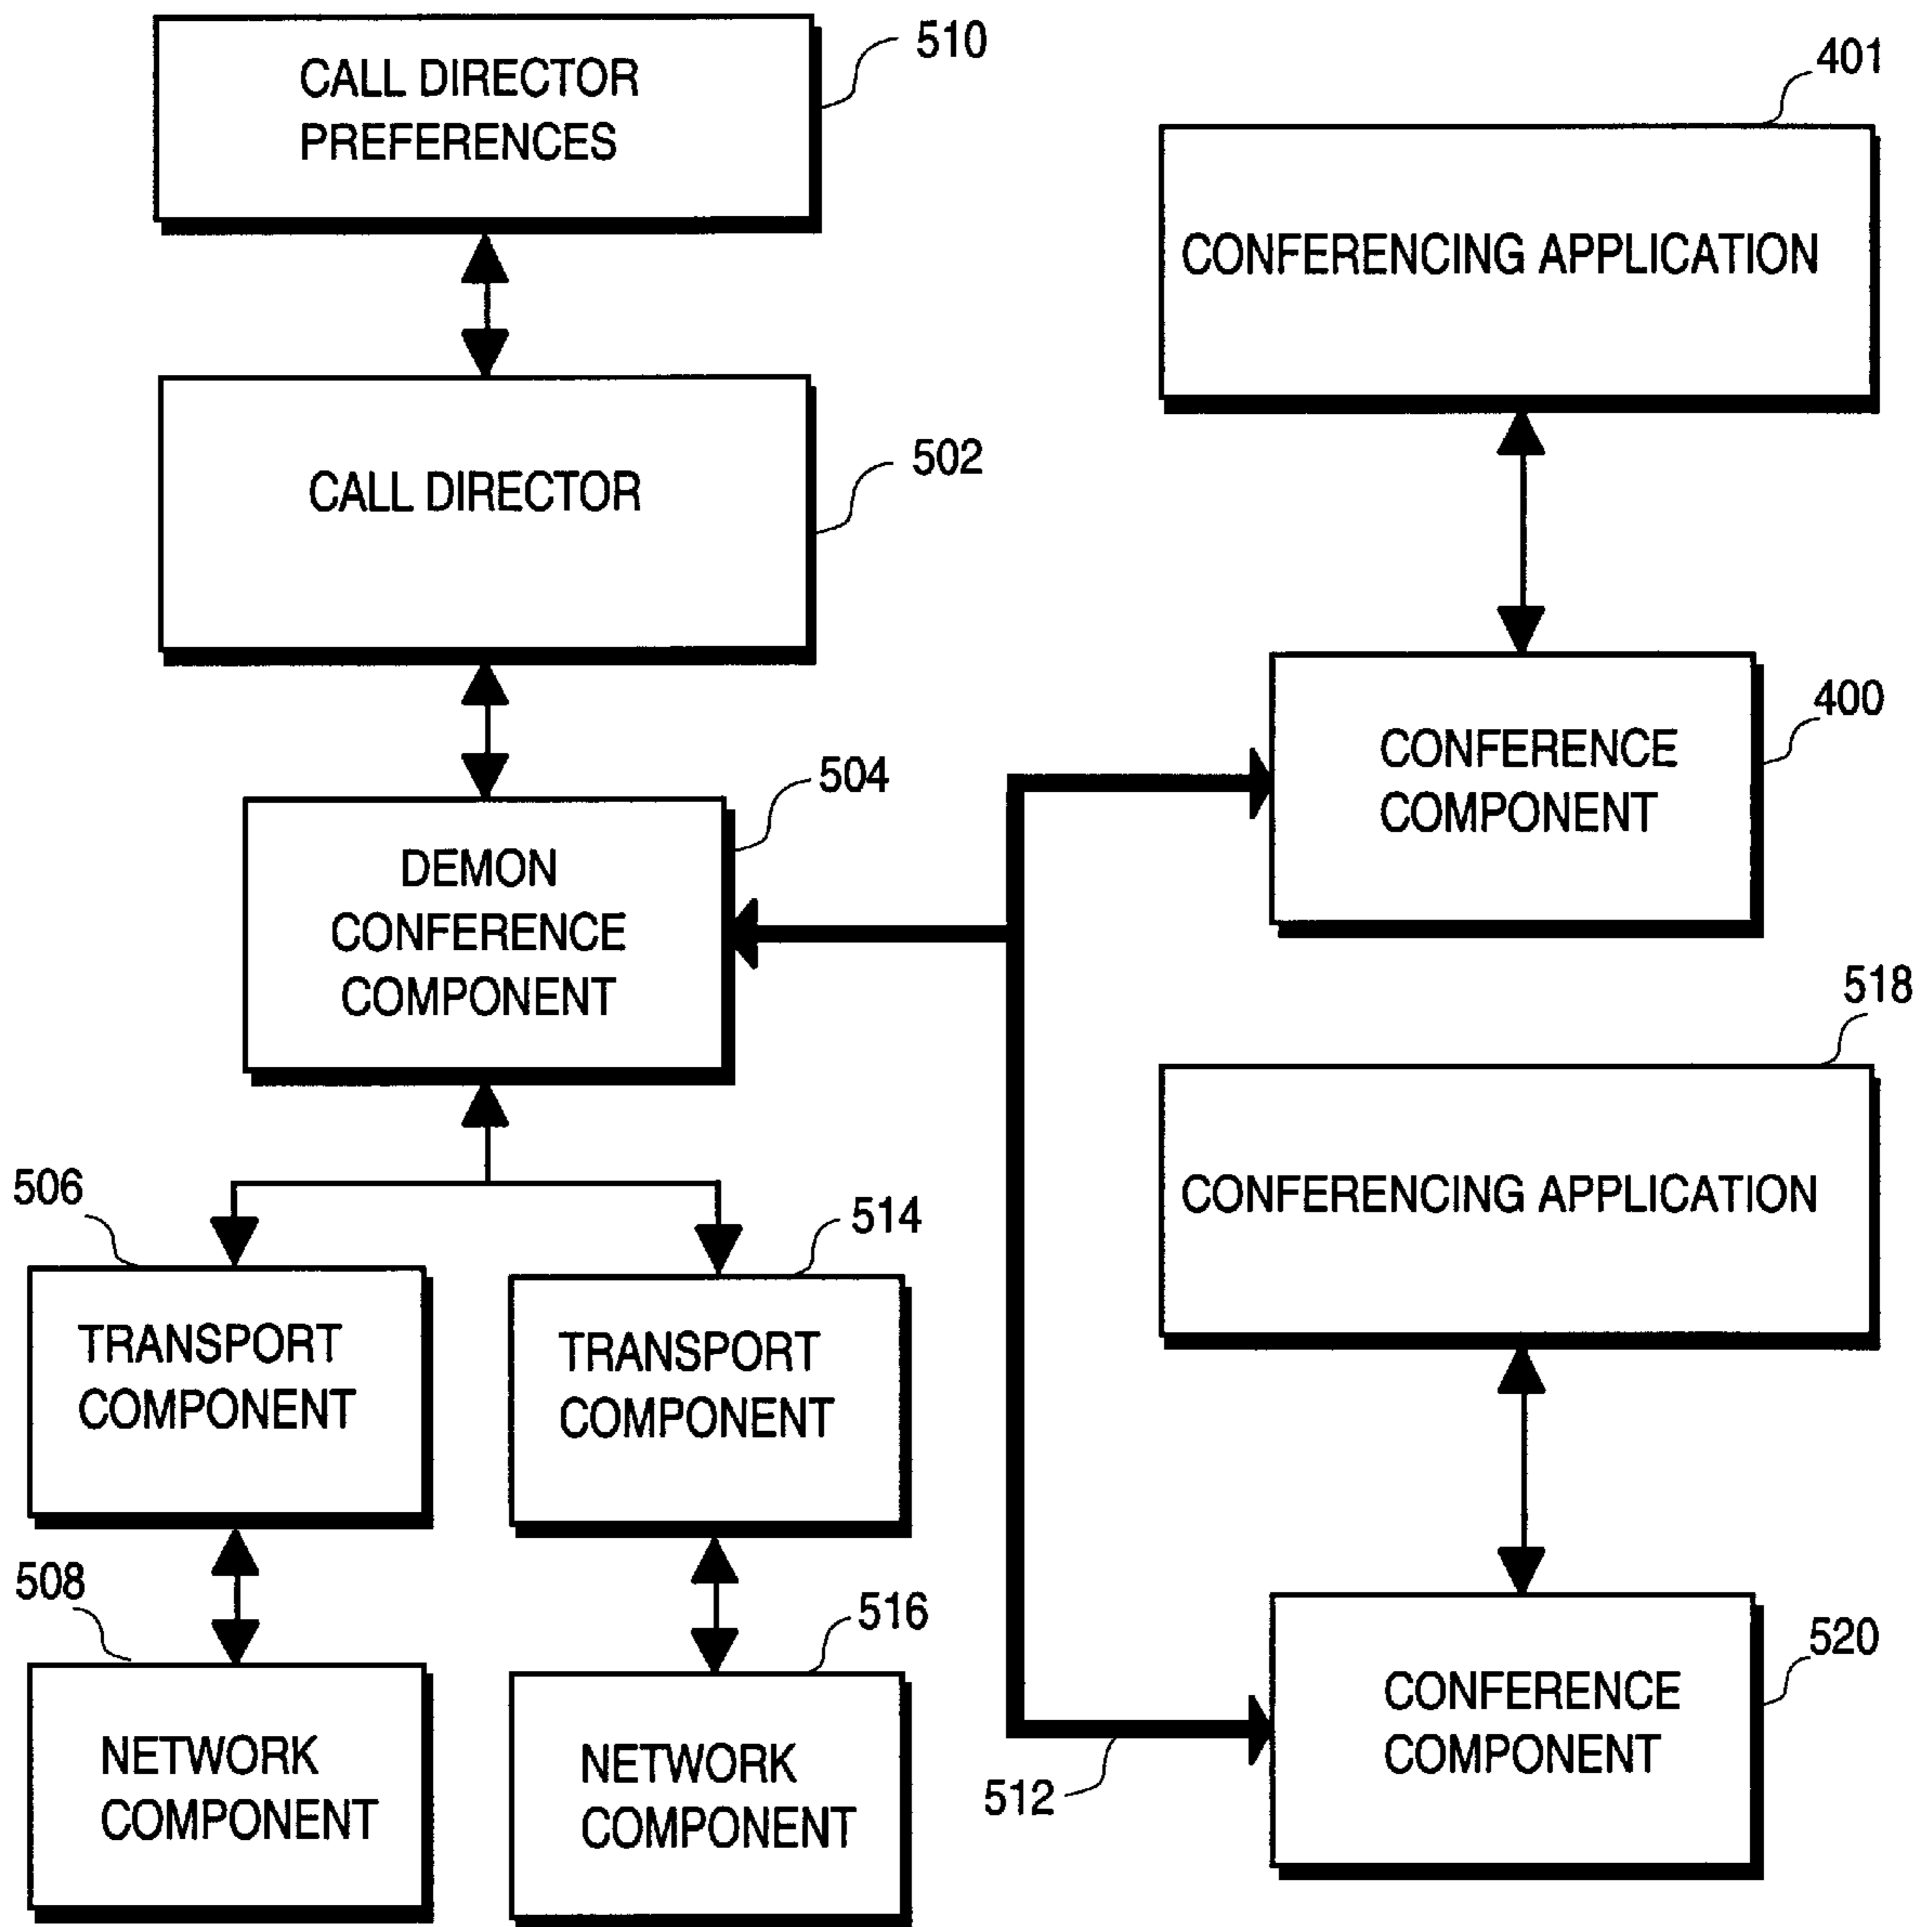 CALL DIRECTOR
PREFERENCES
510
401
CONFERENCING APPLICATION
CALL DIRECTOR
502
CONFERENCE
COMPONENT
400
DEMON
CONFERENCE
COMPONENT
504
518
CONFERENCING APPLICATION
506
TRANSPORT
COMPONENT
514
TRANSPORT
COMPONENT
508
NETWORK
COMPONENT
516
NETWORK
COMPONENT
512
520
CONFERENCE
COMPONENT